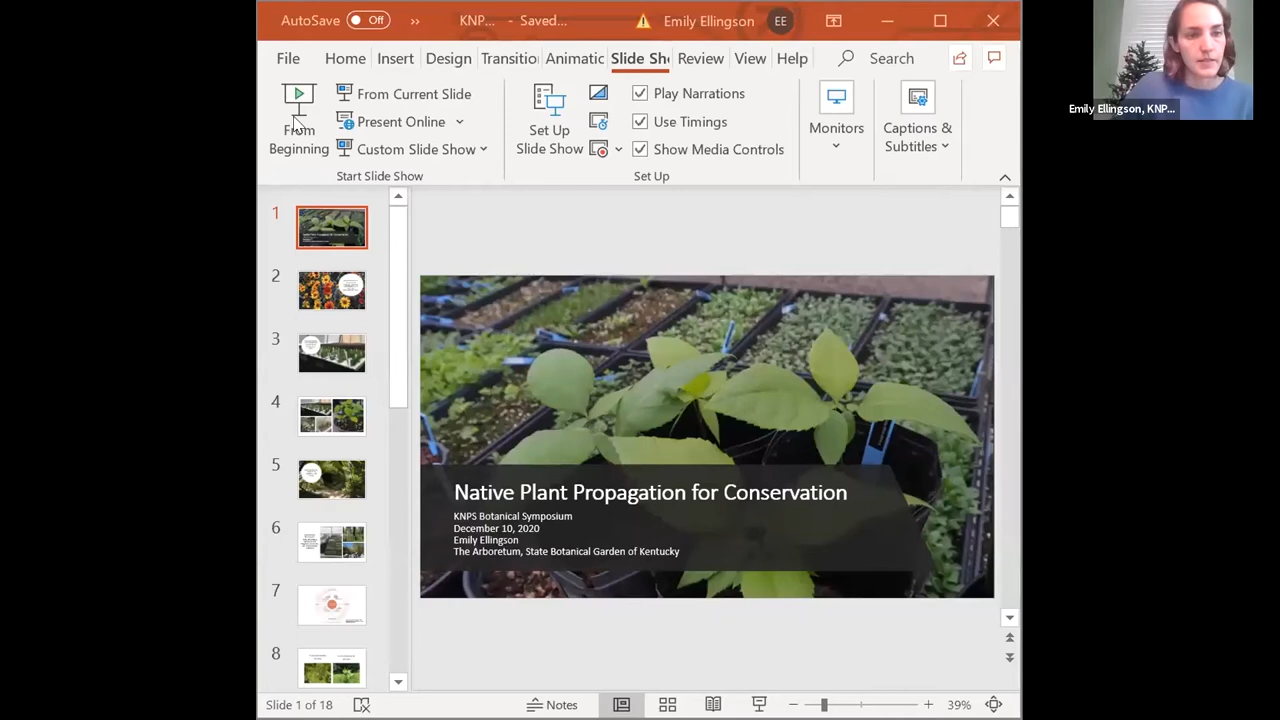 AutoSave Off KNP... - Saved... Emily Ellingson EE
File Home Insert Design Transitio Animatic Slide Sh Review View Help Search
From Beginning
From Current Slide
Present Online
Custom Slide Show
Start Slide Show
Set Up Slide Show
Play Narrations
Use Timings
Show Media Controls
Set Up
Monitors
Captions & Subtitles
Emily Ellingson, KNP...
1
2
3
4
5
6
7
8
Native Plant Propagation for Conservation
KNPS Botanical Symposium
December 10, 2020
Emily Ellingson
The Arboretum, State Botanical Garden of Kentucky
Slide 1 of 18 Notes 39%